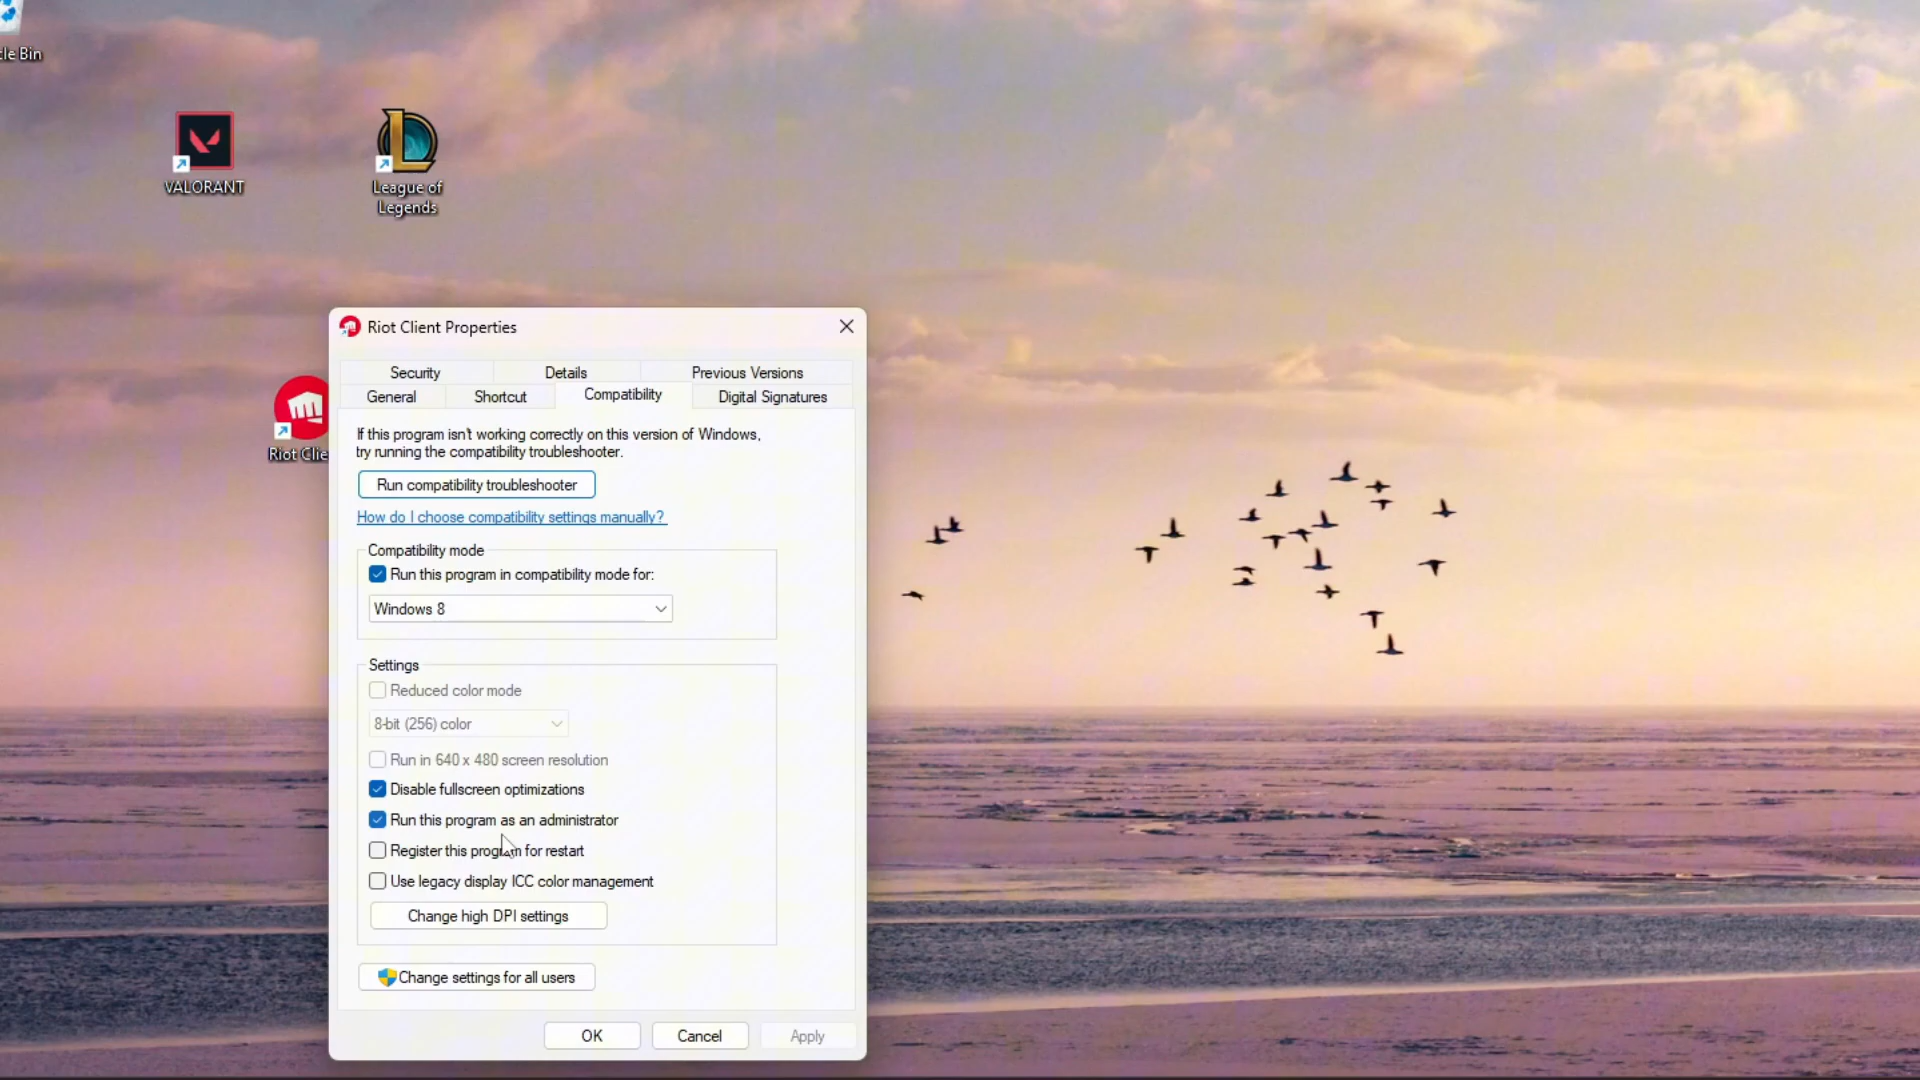 cle Bin
VALORANT
League of
Legends
Riot Clie
Riot Client Properties
Security
Details
Previous Versions
General
Shortcut
Compatibility
Digital Signatures
If this program isn't working correctly on this version of Windows,
try running the compatibility troubleshooter.
Run compatibility troubleshooter
How do I choose compatibility settings manually?
Compatibility mode
Run this program in compatibility mode for:
Windows 8
Settings
Reduced color mode
8-bit (256) color
Run in 640 x 480 screen resolution
Disable fullscreen optimizations
Run this program as an administrator
Register this program for restart
Use legacy display ICC color management
Change high DPI settings
Change settings for all users
OK
Cancel
Apply